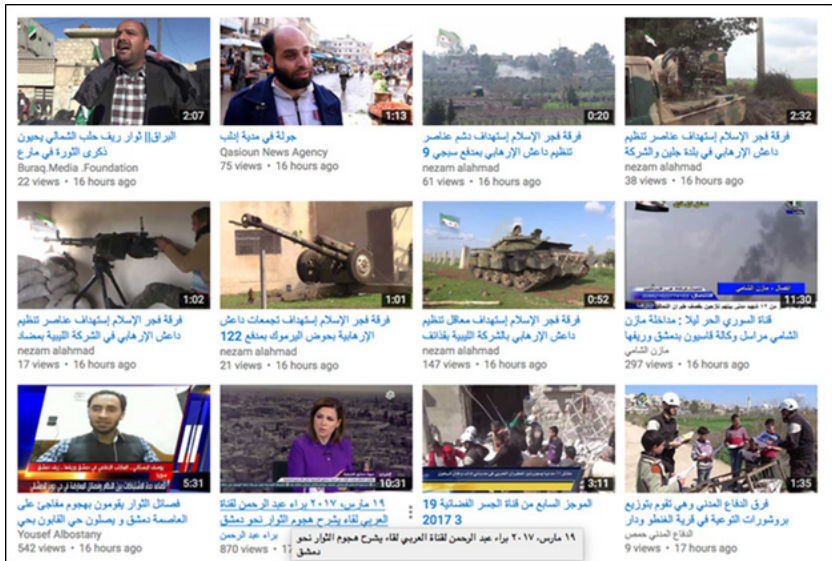 2:07
1:13
0:20
2:32
البراق|| ثوار ريف حلب الشمالي يحيون
ذكرى الثورة في مارع
Buraq.Media .Foundation
22 views • 16 hours ago
جولة في مدينة إدلب
Qasioun News Agency
75 views • 16 hours ago
فرقة فجر الإسلام إستهداف دشم عناصر
تنظيم داعش الإرهابي بمدفع سبجي 9
nezam alahmad
61 views • 16 hours ago
فرقة فجر الإسلام إستهداف عناصر تنظيم
داعش الإرهابي في بلدة جلين والشركة
nezam alahmad
38 views • 16 hours ago
1:02
1:01
0:52
اتصال - مازن الشامي
11:30
فرقة فجر الإسلام إستهداف عناصر تنظيم
داعش الإرهابي في الشركة الليبية بمضاد
nezam alahmad
17 views • 16 hours ago
فرقة فجر الإسلام إستهداف تجمعات داعش
الإرهابية بحوض اليرموك بمدفع 122
nezam alahmad
21 views • 16 hours ago
فرقة فجر الإسلام إستهداف معاقل تنظيم
داعش الإرهابي بالشركة الليبية بقذائف
nezam alahmad
147 views • 16 hours ago
قناة السوري الحر ليلا : مداخلة مازن
الشامي مراسل وكالة قاسيون بدمشق وريفها
مازن الشامي
297 views • 16 hours ago
5:31
10:31
3:11
1:35
فصائل الثوار يقومون بهجوم مفاجئ على
العاصمة دمشق و يصلون حي القابون بحي
Yousef Albostany
542 views • 16 hours ago
١٩ مارس، ٢٠١٧ براء عبد الرحمن لقناة
العربي لقاء يشرح هجوم الثوار نحو دمشق
براء عبد الرحمن
870 views • 17
١٩ مارس، ٢٠١٧ براء عبد الرحمن لقناة العربي لقاء يشرح هجوم الثوار نحو
دمشق
الموجز السابع من قناة الجسر الفضائية 19
3 2017
فرق الدفاع المدني وهي تقوم بتوزيع
بروشورات التوعية في قرية الغنطو ودار
الدفاع المدني حمص
9 views • 17 hours ago